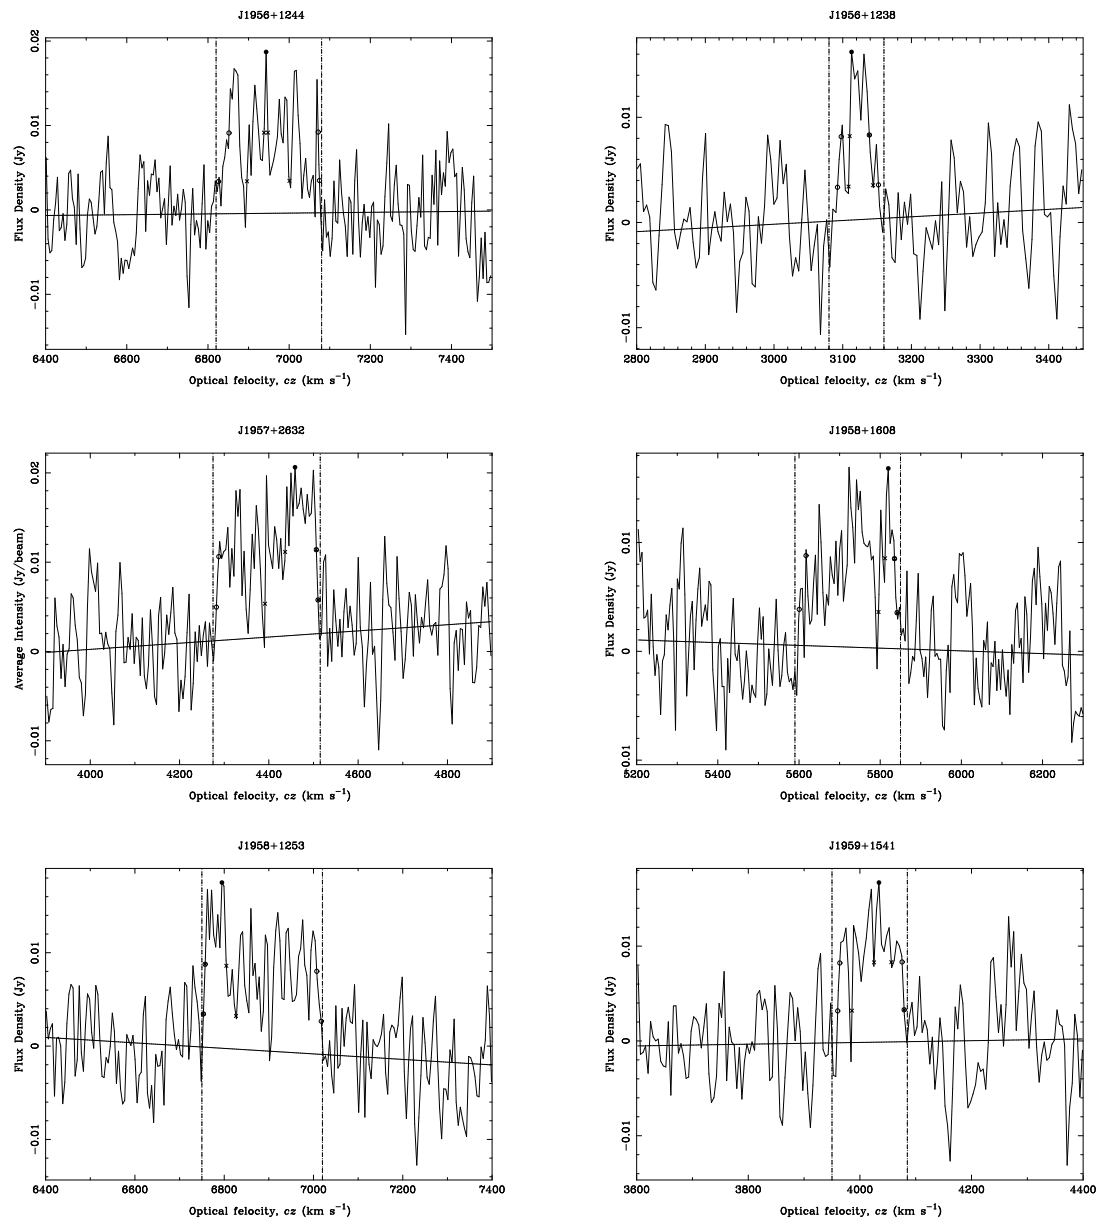 J1956+1244
Flux Density (Jy)
0.02
0.01
0
−0.01
6400 6600 6800 7000 7200 7400
Optical felocity, cz (km s⁻¹)
J1956+1238
Flux Density (Jy)
0.01
0
−0.01
2800 2900 3000 3100 3200 3300 3400
Optical felocity, cz (km s⁻¹)
J1957+2632
Average Intensity (Jy/beam)
0.02
0.01
0
−0.01
4000 4200 4400 4600 4800
Optical felocity, cz (km s⁻¹)
J1958+1608
Flux Density (Jy)
0.01
0
−0.01
5200 5400 5600 5800 6000 6200
Optical felocity, cz (km s⁻¹)
J1958+1253
Flux Density (Jy)
0.01
0
−0.01
6400 6600 6800 7000 7200 7400
Optical felocity, cz (km s⁻¹)
J1959+1541
Flux Density (Jy)
0.01
0
−0.01
3600 3800 4000 4200 4400
Optical felocity, cz (km s⁻¹)